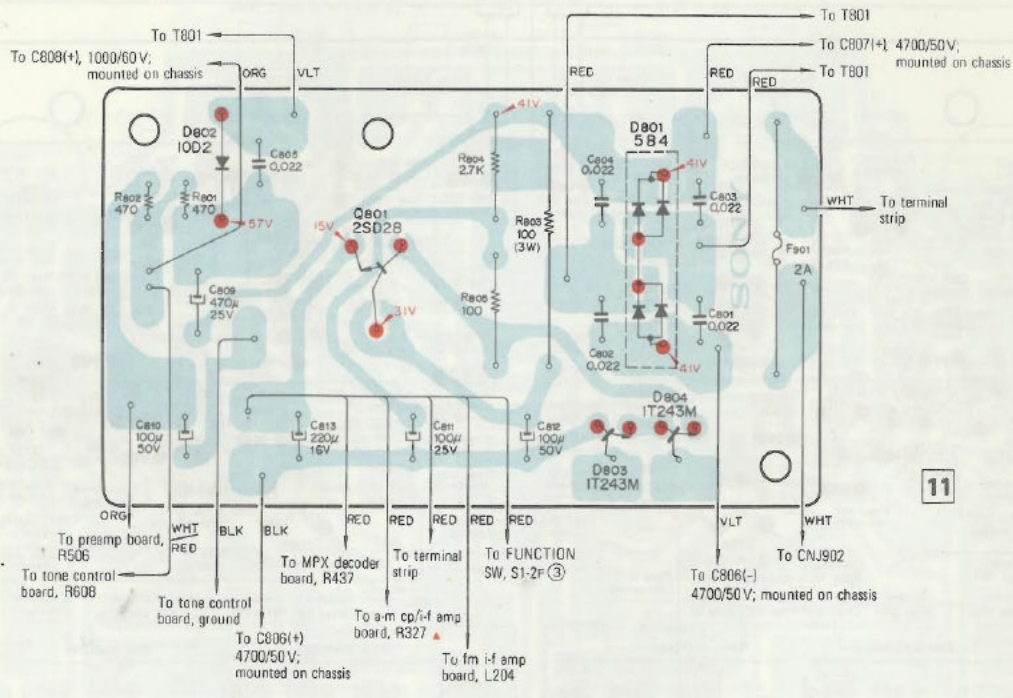 To T801
To C808(+), 1000/60V;
mounted on chassis
ORG
VLT
RED
To T801
To C807(+), 4700/50V;
mounted on chassis
To T801
RED
RED
D802
10D2
C805
0.022
R802
470
R801
470
57V
41V
R804
2.7K
Q801
2SD28
15V
31V
R803
100
(3W)
R805
100
C804
0.022
D801
5B4
41V
C803
0.022
C802
0.022
C801
0.022
41V
SONY
WHT
To terminal
strip
F901
2A
C809
470μ
25V
C810
100μ
50V
C813
220μ
16V
C811
100μ
25V
C812
100μ
50V
D804
1T243M
D803
1T243M
11
ORG
WHT
RED
BLK
BLK
RED
RED
RED
RED
RED
VLT
WHT
To preamp board,
R506
To tone control
board, R608
To tone control
board, ground
To C806(+)
4700/50V;
mounted on chassis
To MPX decoder
board, R437
To a-m cp/i-f amp
board, R327
To terminal
strip
To fm i-f amp
board, L204
To FUNCTION
SW, S1-2F ③
To C806(-)
4700/50V; mounted on chassis
To CNJ902